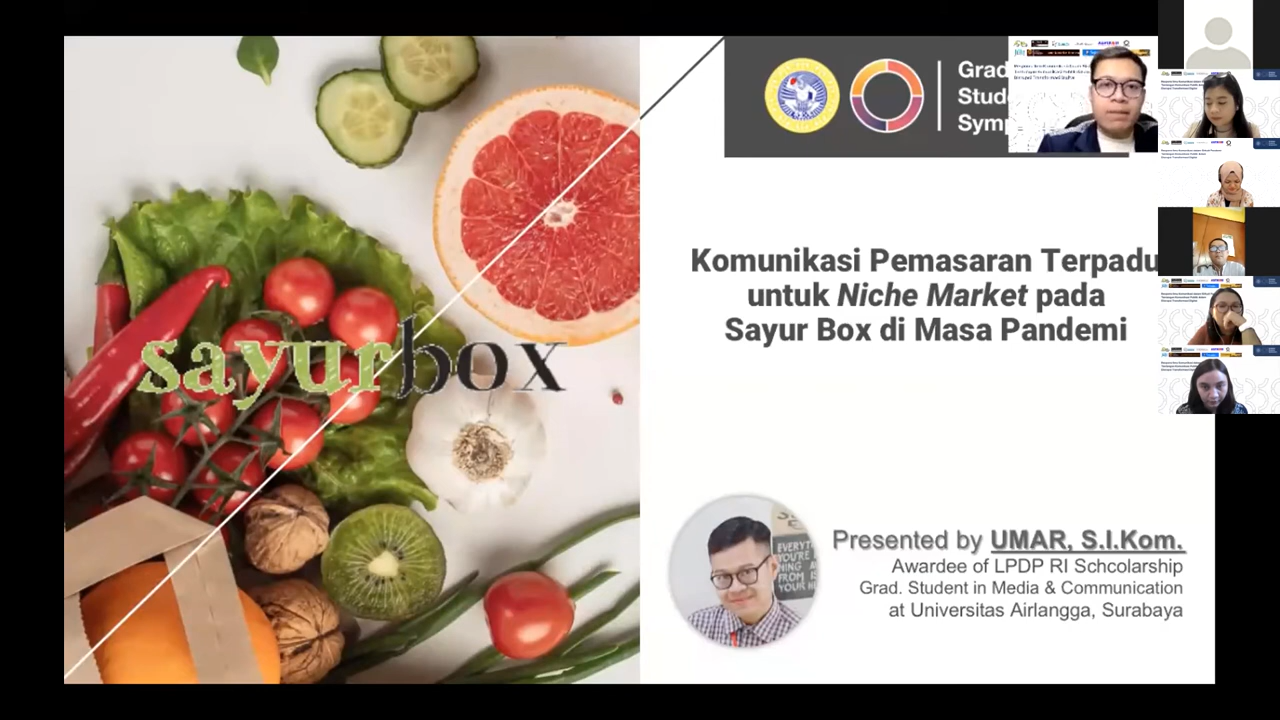 Grad
Stude
Symp
sayurbox
Komunikasi Pemasaran Terpadu
untuk Niche Market pada
Sayur Box di Masa Pandemi
Presented by UMAR, S.I.Kom.
Awardee of LPDP RI Schcolarship
Grad. Student in Media & Communication
at Universitas Airlangga, Surabaya